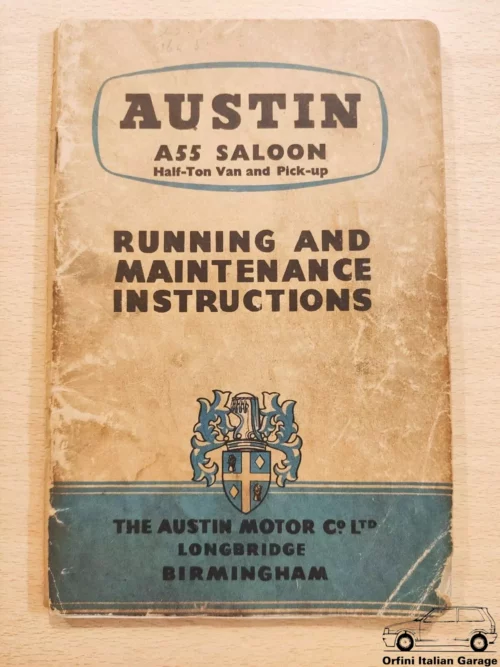 AUSTIN
A55 SALOON
Half-Ton Van and Pick-up
RUNNING AND
MAINTENANCE
INSTRUCTIONS
THE AUSTIN MOTOR Cᴼ LTᴰ
LONGBRIDGE
BIRMINGHAM
Orfini Italian Garage